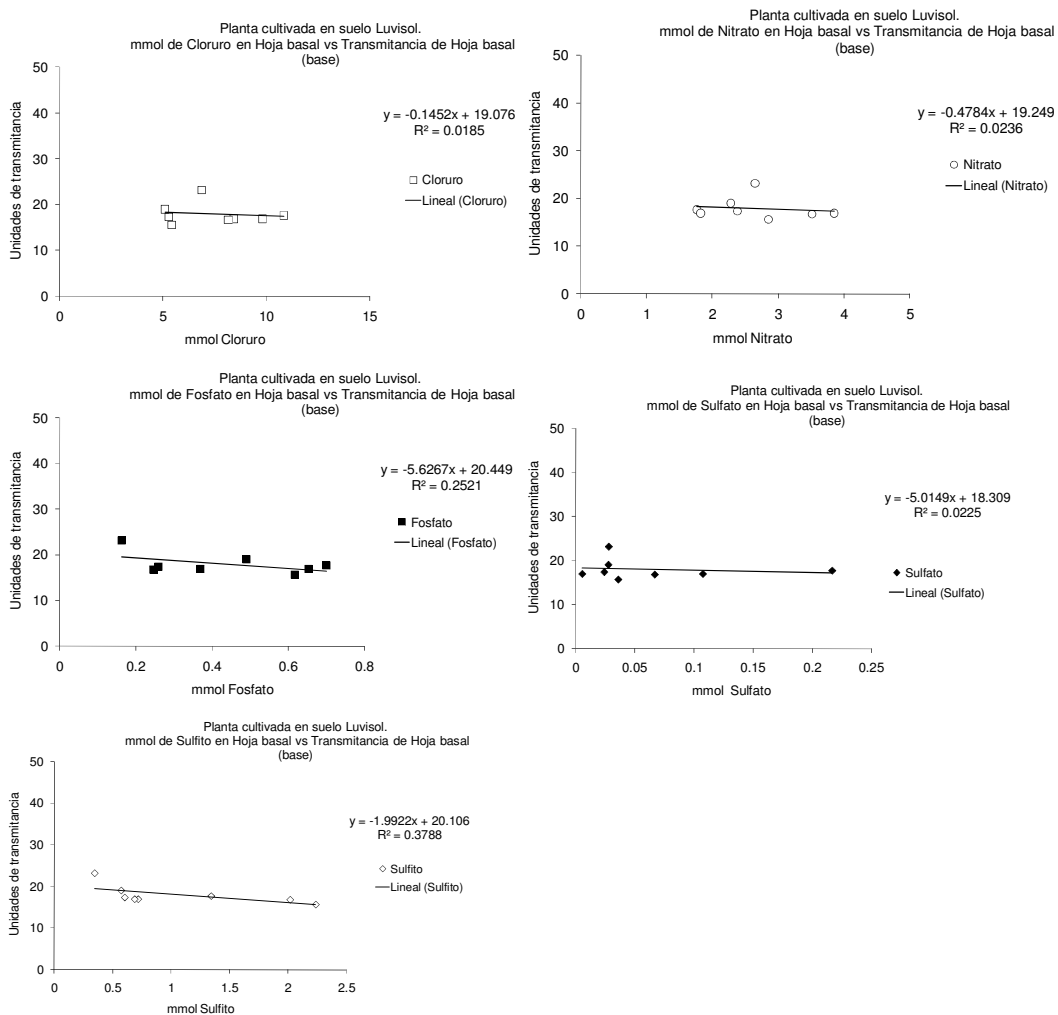 Planta cultivada en suelo Luvisol.
mmol de Cloruro en Hoja basal vs Transmitancia de Hoja basal
(base)
50
40
30
20
10
0
0
5
10
15
Unidades de transmitancia
mmol Cloruro
y = -0.1452x + 19.076
R² = 0.0185
Cloruro
Lineal (Cloruro)
Planta cultivada en suelo Luvisol.
mmol de Nitrato en Hoja basal vs Transmitancia de Hoja basal
(base)
50
40
30
20
10
0
0
1
2
3
4
5
Unidades de transmitancia
mmol Nitrato
y = -0.4784x + 19.249
R² = 0.0236
Nitrato
Lineal (Nitrato)
Planta cultivada en suelo Luvisol.
mmol de Fosfato en Hoja basal vs Transmitancia de Hoja basal
(base)
50
40
30
20
10
0
0
0.2
0.4
0.6
0.8
Unidades de transmitancia
mmol Fosfato
y = -5.6267x + 20.449
R² = 0.2521
Fosfato
Lineal (Fosfato)
Planta cultivada en suelo Luvisol.
mmol de Sulfato en Hoja basal vs Transmitancia de Hoja basal
(base)
50
40
30
20
10
0
0
0.05
0.1
0.15
0.2
0.25
Unidades de transmitancia
mmol Sulfato
y = -5.0149x + 18.309
R² = 0.0225
Sulfato
Lineal (Sulfato)
Planta cultivada en suelo Luvisol.
mmol de Sulfito en Hoja basal vs Transmitancia de Hoja basal
(base)
50
40
30
20
10
0
0
0.5
1
1.5
2
2.5
Unidades de transmitancia
mmol Sulfito
y = -1.9922x + 20.106
R² = 0.3788
Sulfito
Lineal (Sulfito)